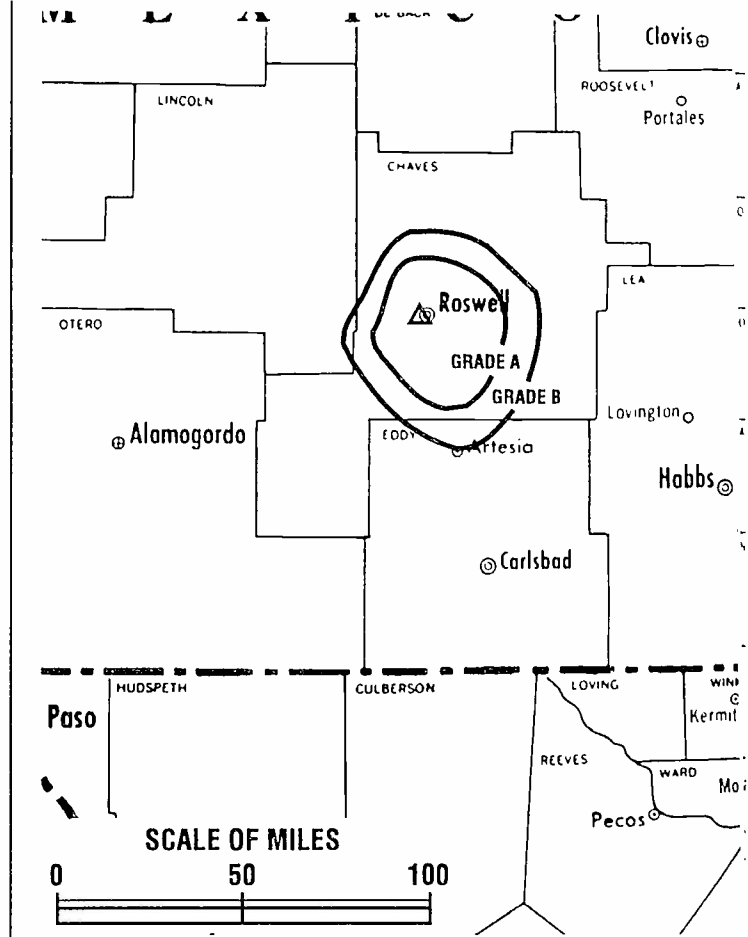 Clovis
ROOSEVELT
LINCOLN
Portales
CHAVES
LEA
Roswell
OTERO
GRADE A
GRADE B
Lovington
EDDY
Alamogordo
Artesia
Habbs
Carlsbad
HUDSPETH
CULBERSON
LOVING
Paso
Kermit
REEVES
WARD
Pecos
SCALE OF MILES
0 50 100